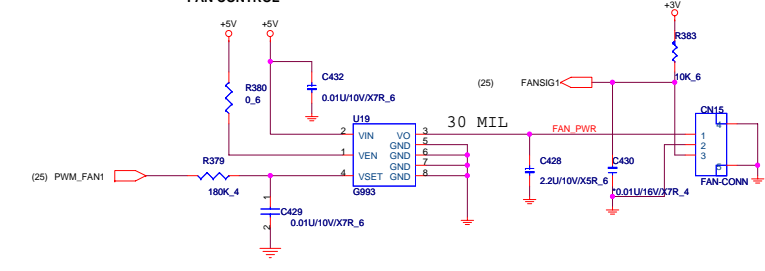 FAN CONTROL
+3V
+5V +5V
R383
10K_6
C432
0.01U/10V/X7R_6
R380
0_6
(25) FANSIG1
CN15
U19
30 MIL
FAN_PWR
2 VIN VO 3
GND 5
1 VEN GND 6
GND 7
4 VSET GND 8
G993
1
2
3
4
5
FAN-CONN
(25) PWM_FAN1
R379
180K_4
C428
2.2U/10V/X5R_6
C430
*0.01U/16V/X7R_4
1
C429
0.01U/10V/X7R_6
2